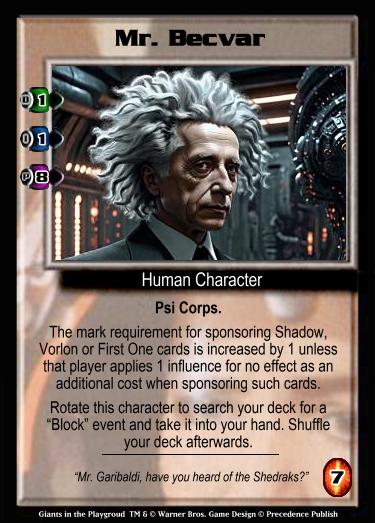 Mr. Becvar
D 1
I 1
P 8
Human Character
Psi Corps.
The mark requirement for sponsoring Shadow,
Vorlon or First One cards is increased by 1 unless
that player applies 1 influence for no effect as an
additional cost when sponsoring such cards.
Rotate this character to search your deck for a
“Block” event and take it into your hand. Shuffle
your deck afterwards.
“Mr. Garibaldi, have you heard of the Shedraks?”
7
Giants in the Playgroud TM & © Warner Bros. Game Design © Precedence Publish